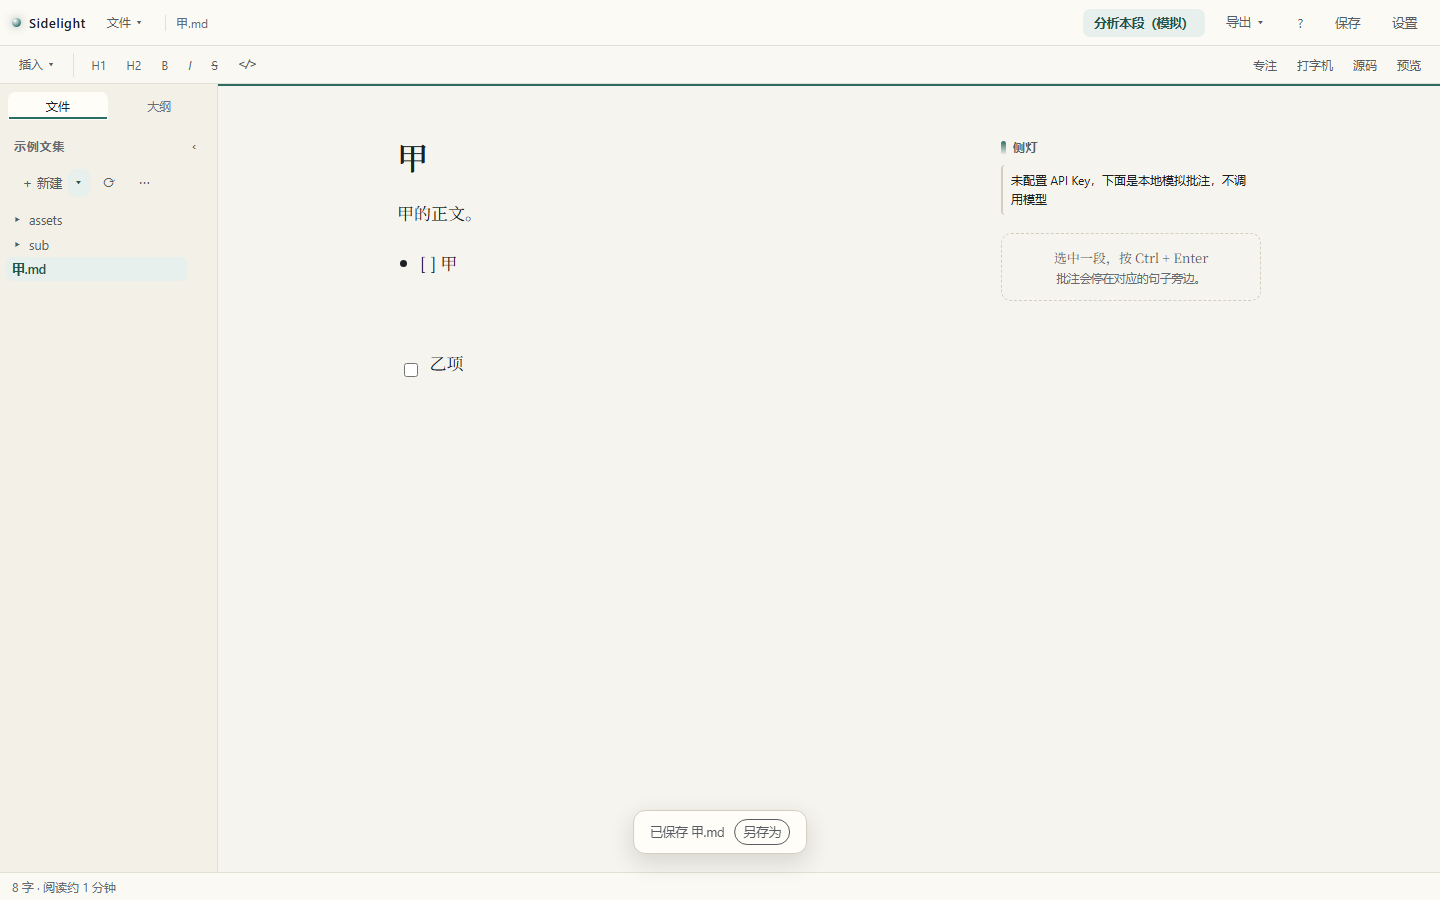 Sidelight 文件 ▾ 甲.md 分析本段（模拟） 导出 ▾ ? 保存 设置
插入 ▾ H1 H2 B I S </> 专注 打字机 源码 预览
文件 大纲
示例文集 ‹
+ 新建 ▾ ⟳ ···
▸ assets
▸ sub
甲.md
甲
甲的正文。
• [ ] 甲
乙项
侧灯
未配置 API Key，下面是本地模拟批注，不调
用模型
选中一段，按 Ctrl + Enter
批注会停在对应的句子旁边。
已保存 甲.md 另存为
8 字 · 阅读约 1 分钟